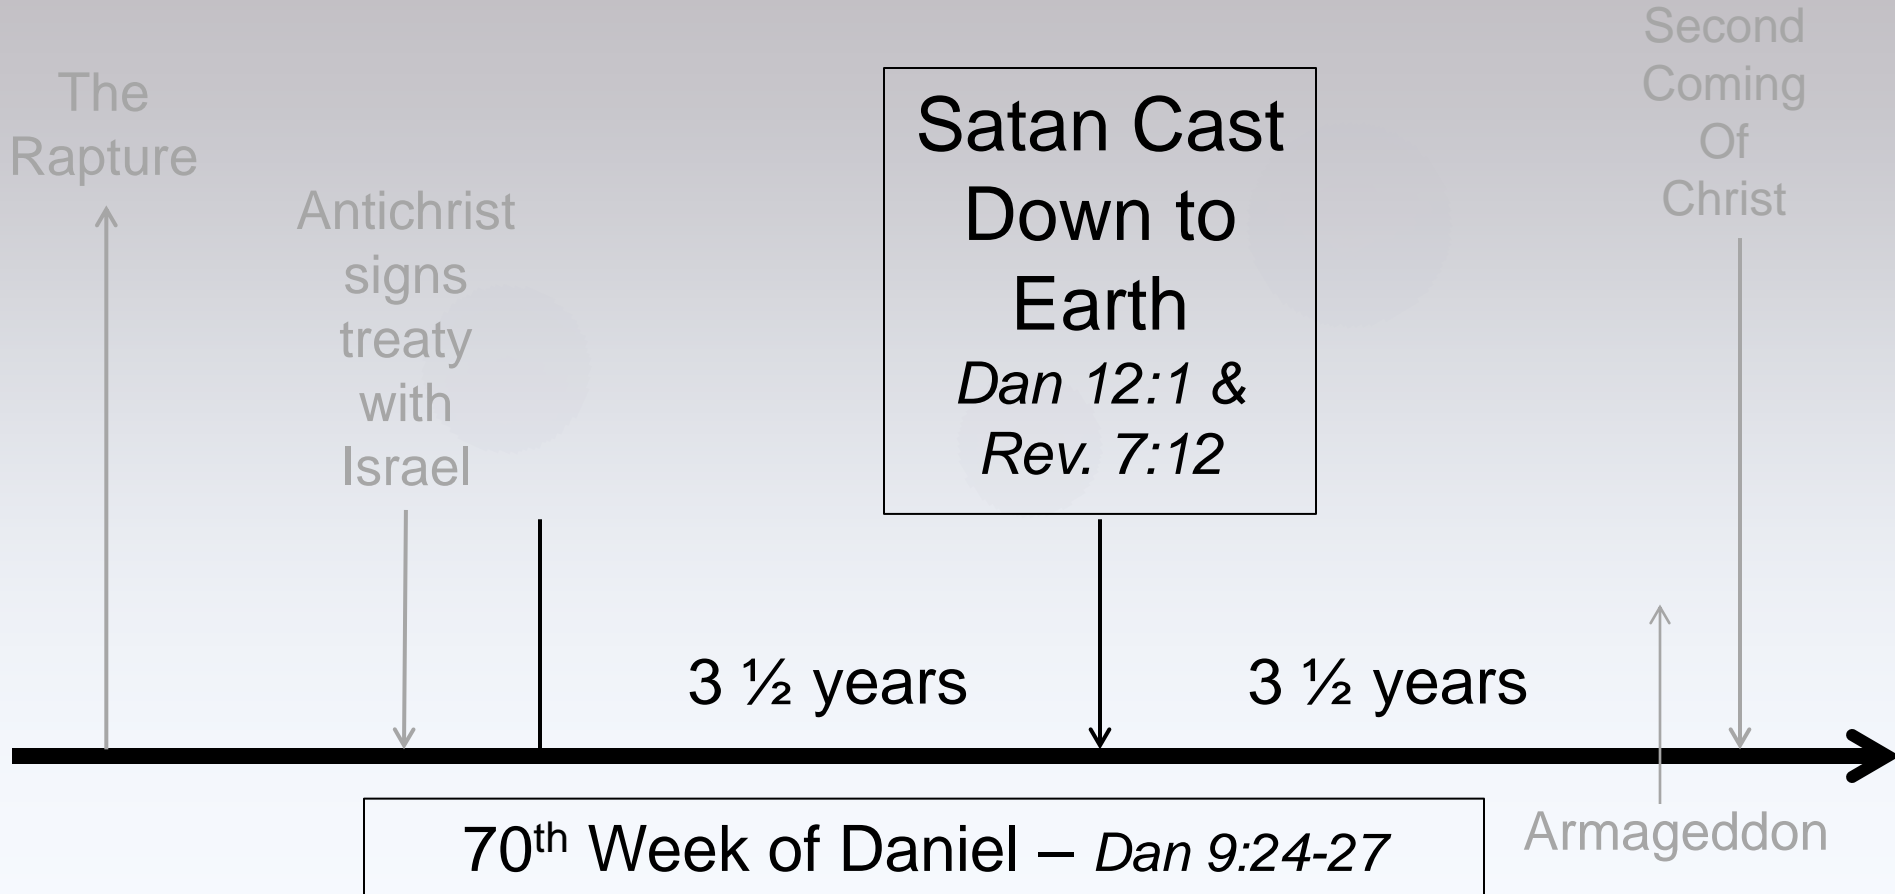 The
Rapture
Antichrist
signs
treaty
with
Israel
Satan Cast
Down to
Earth
Dan 12:1 &
Rev. 7:12
Second
Coming
Of
Christ
3 ½ years
3 ½ years
Armageddon
70th Week of Daniel – Dan 9:24-27